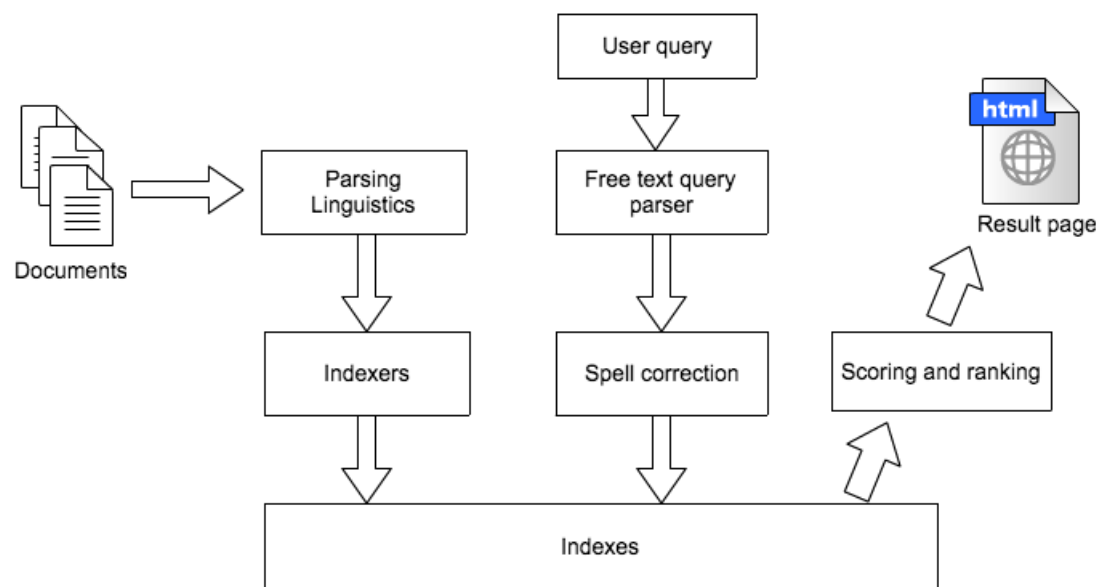 User query
html
Parsing
Linguistics
Free text query
parser
Result page
Documents
Indexers
Spell correction
Scoring and ranking
Indexes